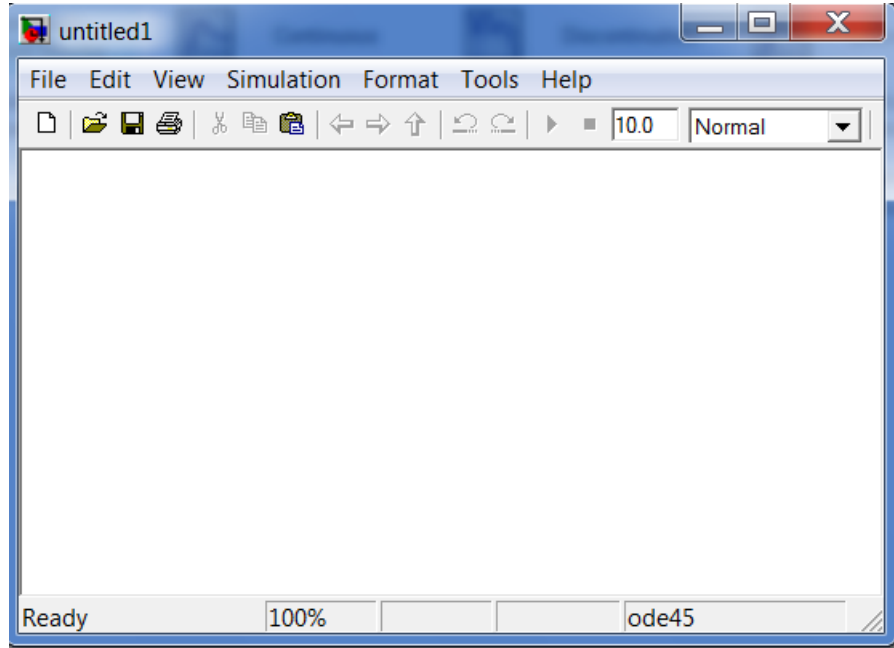 untitled1
File Edit View Simulation Format Tools Help
10.0 Normal
Ready 100% ode45